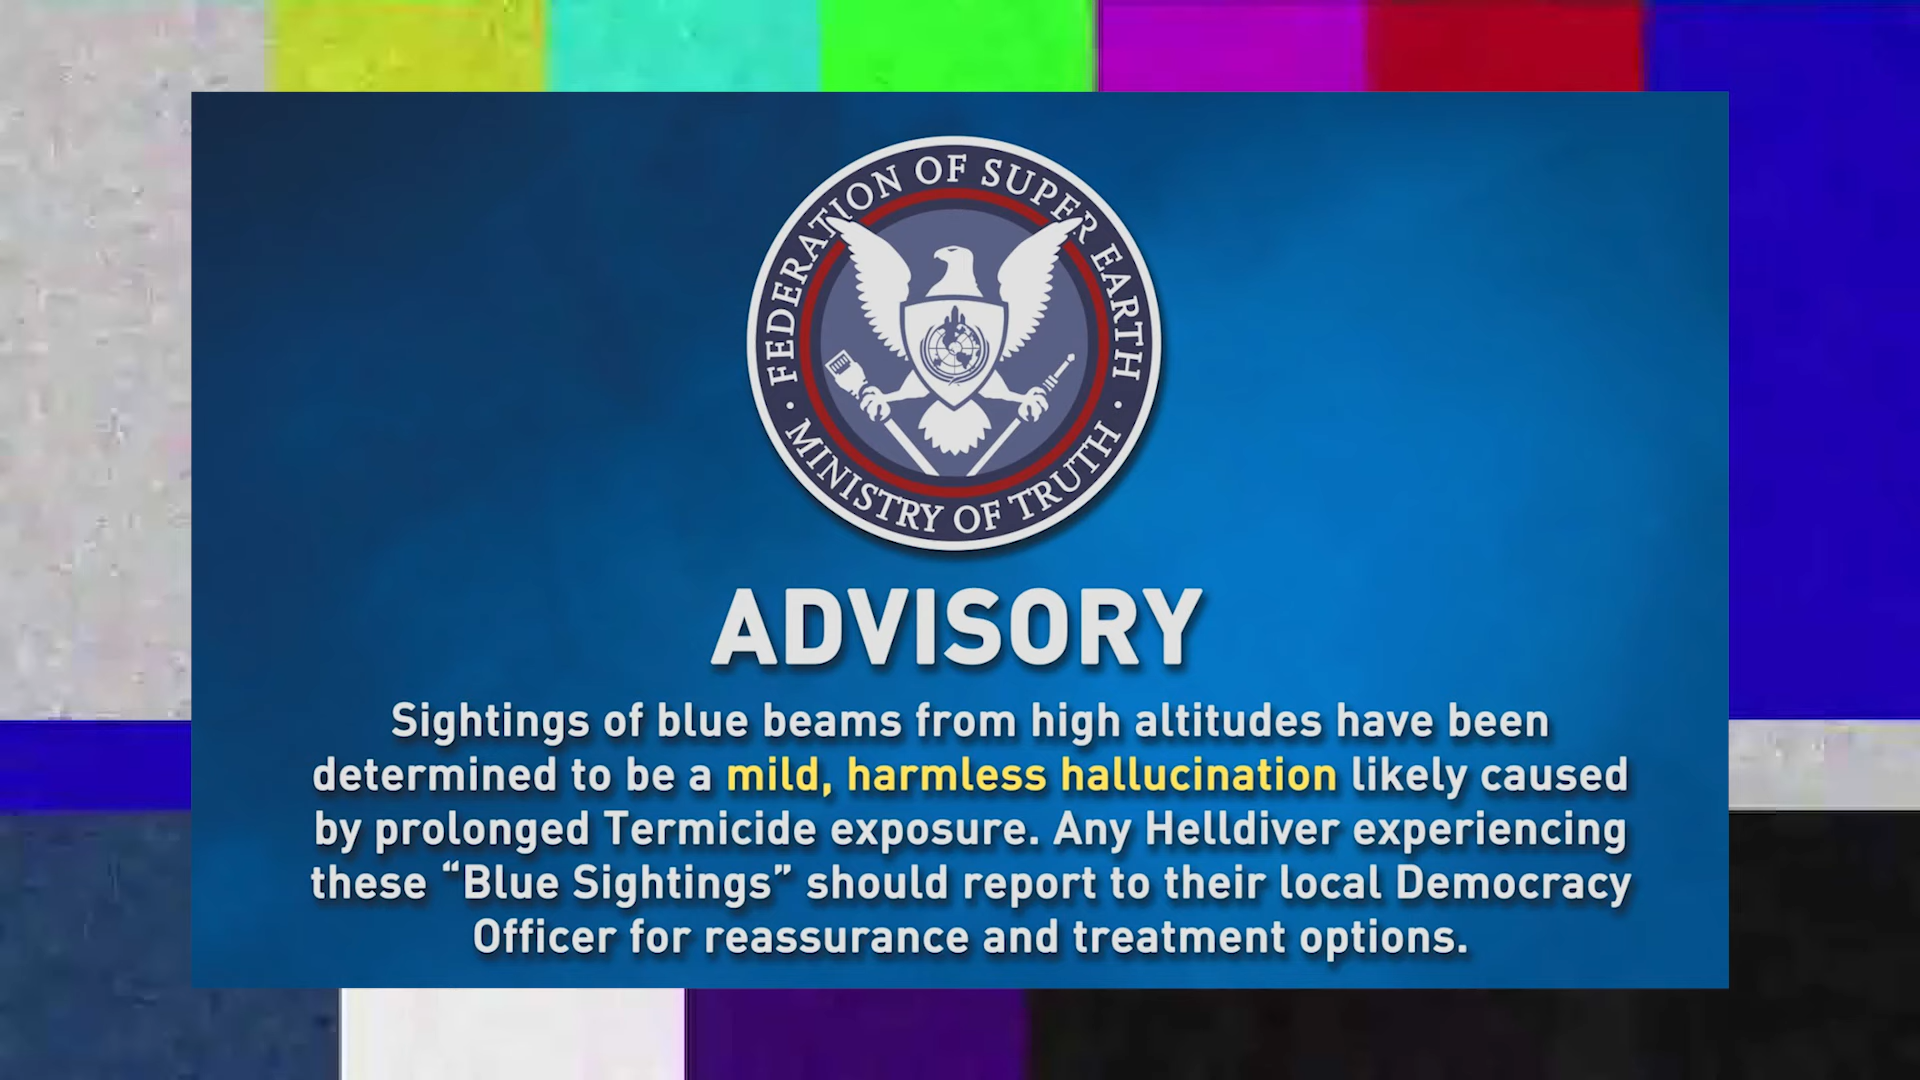 FEDERATION OF SUPER EARTH
MINISTRY OF TRUTH
ADVISORY
Sightings of blue beams from high altitudes have been
determined to be a mild, harmless hallucination likely caused
by prolonged Termicide exposure. Any Helldiver experiencing
these “Blue Sightings” should report to their local Democracy
Officer for reassurance and treatment options.